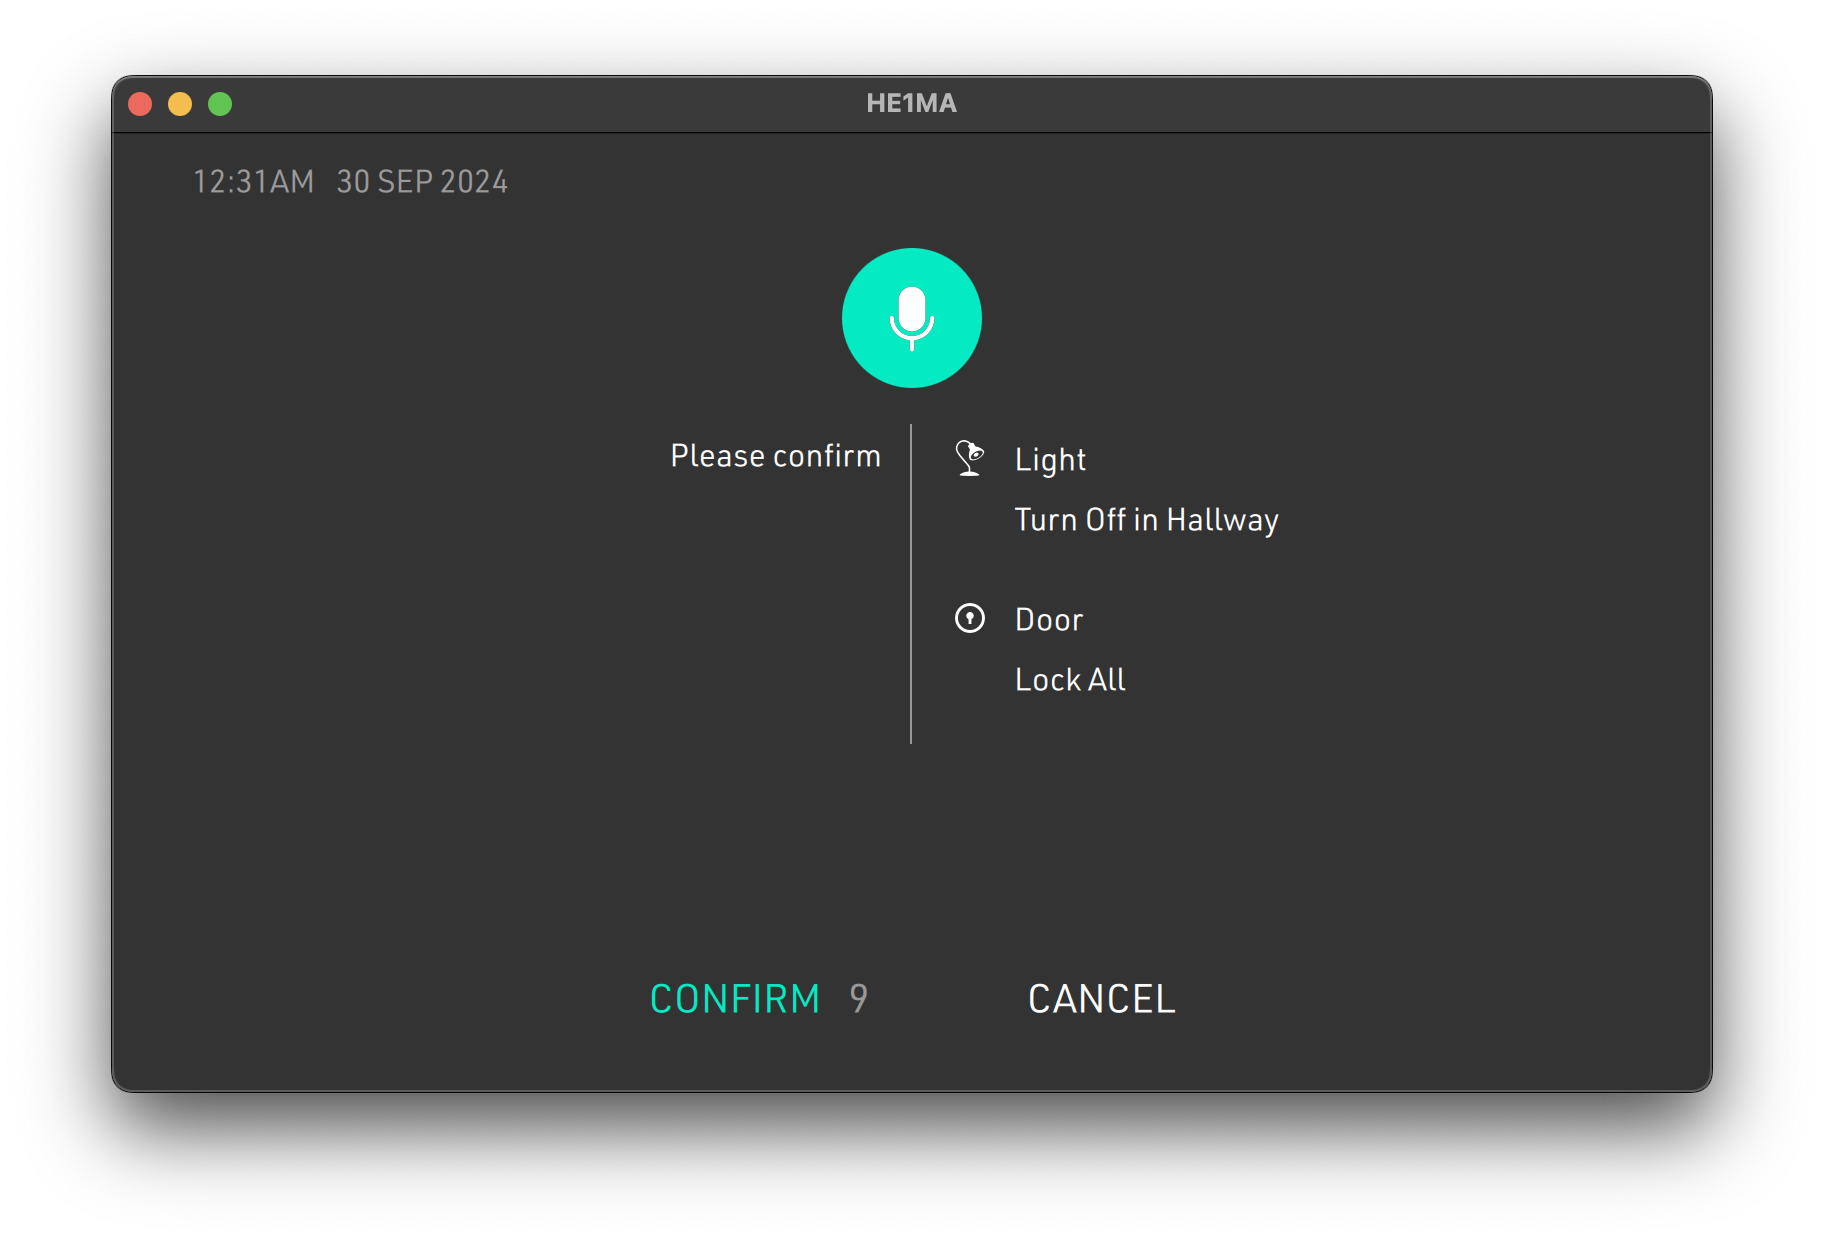 HE1MA
12:31AM 30 SEP 2024
Please confirm
Light
Turn Off in Hallway
Door
Lock All
CONFIRM 9 CANCEL